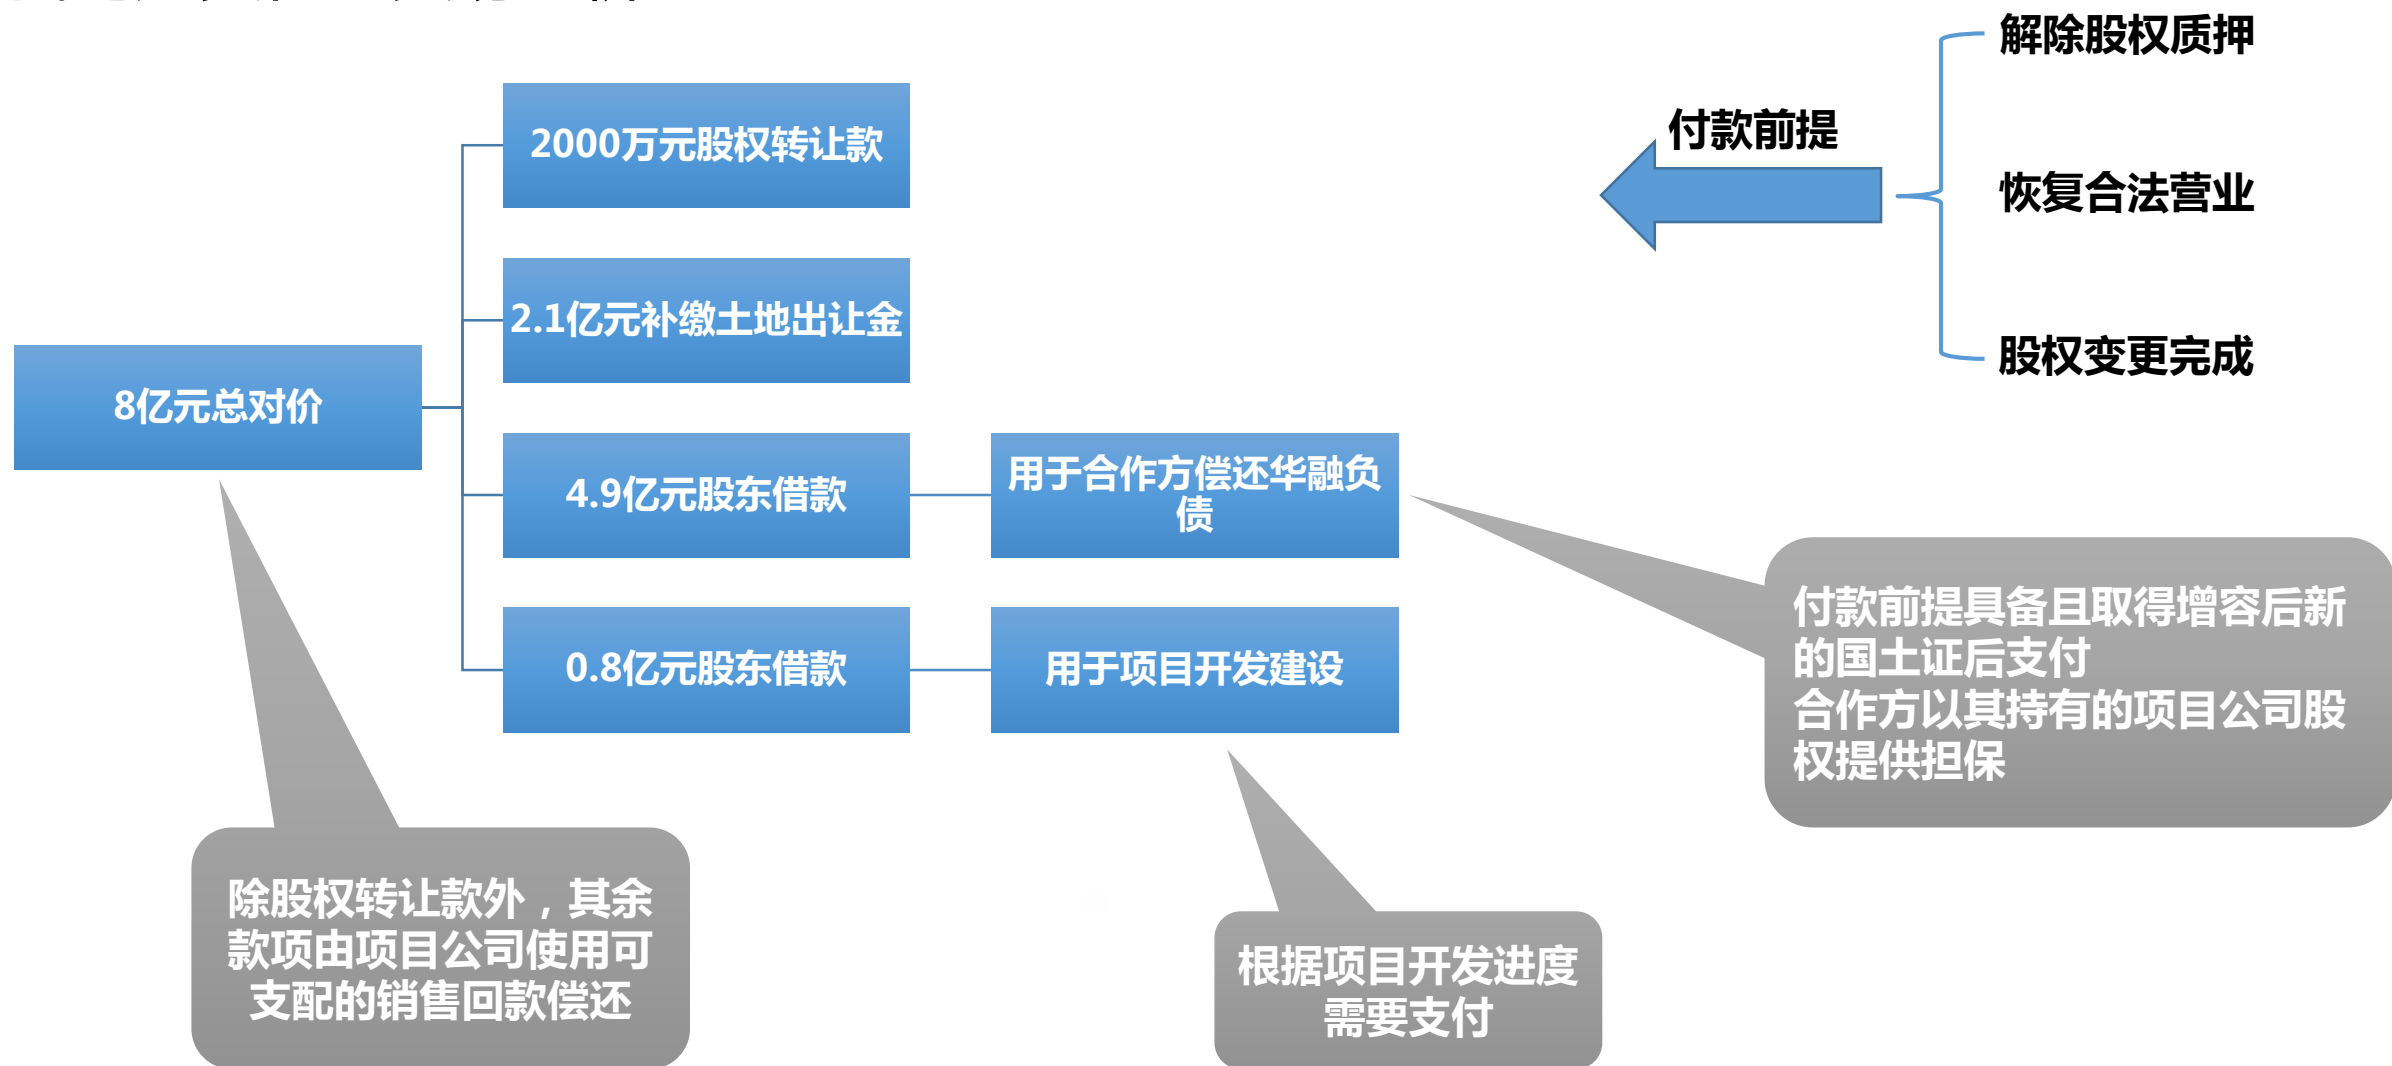 解除股权质押
付款前提
恢复合法营业
股权变更完成
2000万元股权转让款
2.1亿元补缴土地出让金
8亿元总对价
4.9亿元股东借款
用于合作方偿还华融负
债
0.8亿元股东借款
用于项目开发建设
付款前提具备且取得增容后新
的国土证后支付
合作方以其持有的项目公司股
权提供担保
除股权转让款外，其余
款项由项目公司使用可
支配的销售回款偿还
根据项目开发进度
需要支付